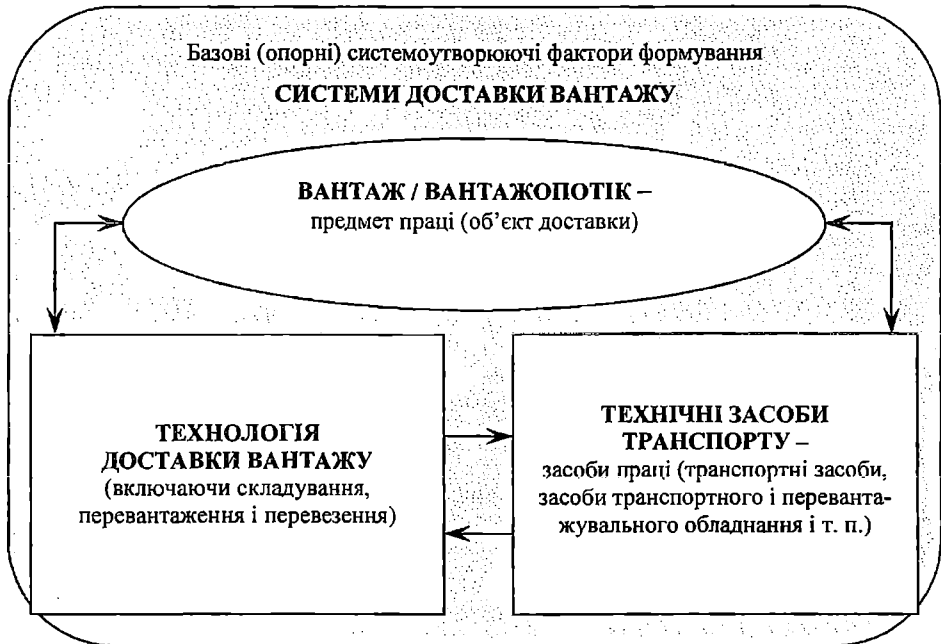 Базові (опорні) системоутворюючі фактори формування
СИСТЕМИ ДОСТАВКИ ВАНТАЖУ
ВАНТАЖ / ВАНТАЖОПОТІК –
предмет праці (об’єкт доставки)
ТЕХНОЛОГІЯ
ДОСТАВКИ ВАНТАЖУ
(включаючи складування,
перевантаження і перевезення)
ТЕХНІЧНІ ЗАСОБИ
ТРАНСПОРТУ –
засоби праці (транспортні засоби,
засоби транспортного і переванта-
жувального обладнання і т. п.)